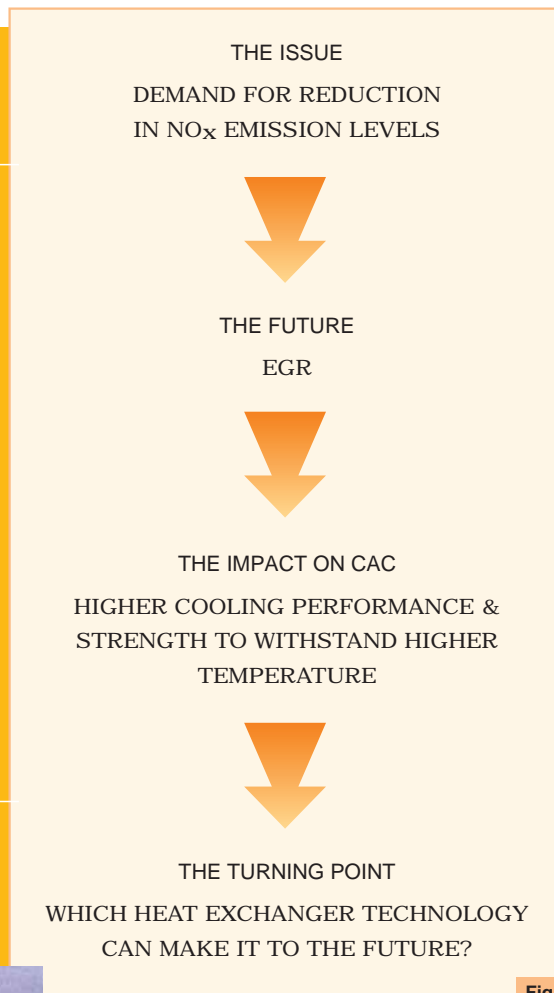 THE ISSUE
DEMAND FOR REDUCTION
IN NOx EMISSION LEVELS
THE FUTURE
EGR
THE IMPACT ON CAC
HIGHER COOLING PERFORMANCE &
STRENGTH TO WITHSTAND HIGHER
TEMPERATURE
THE TURNING POINT
WHICH HEAT EXCHANGER TECHNOLOGY
CAN MAKE IT TO THE FUTURE?
Fig